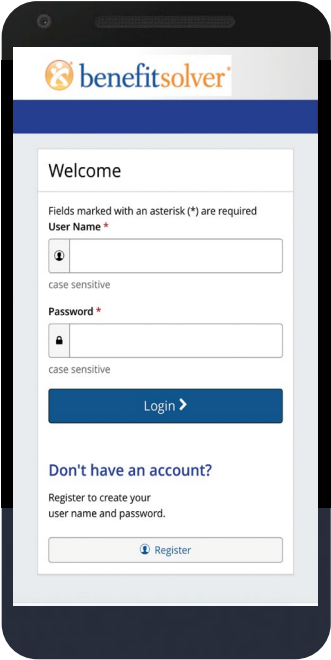 benefitsolver
Welcome
Fields marked with an asterisk (*) are required
User Name *
case sensitive
Password *
case sensitive
Login
Don't have an account?
Register to create your
user name and password.
Register